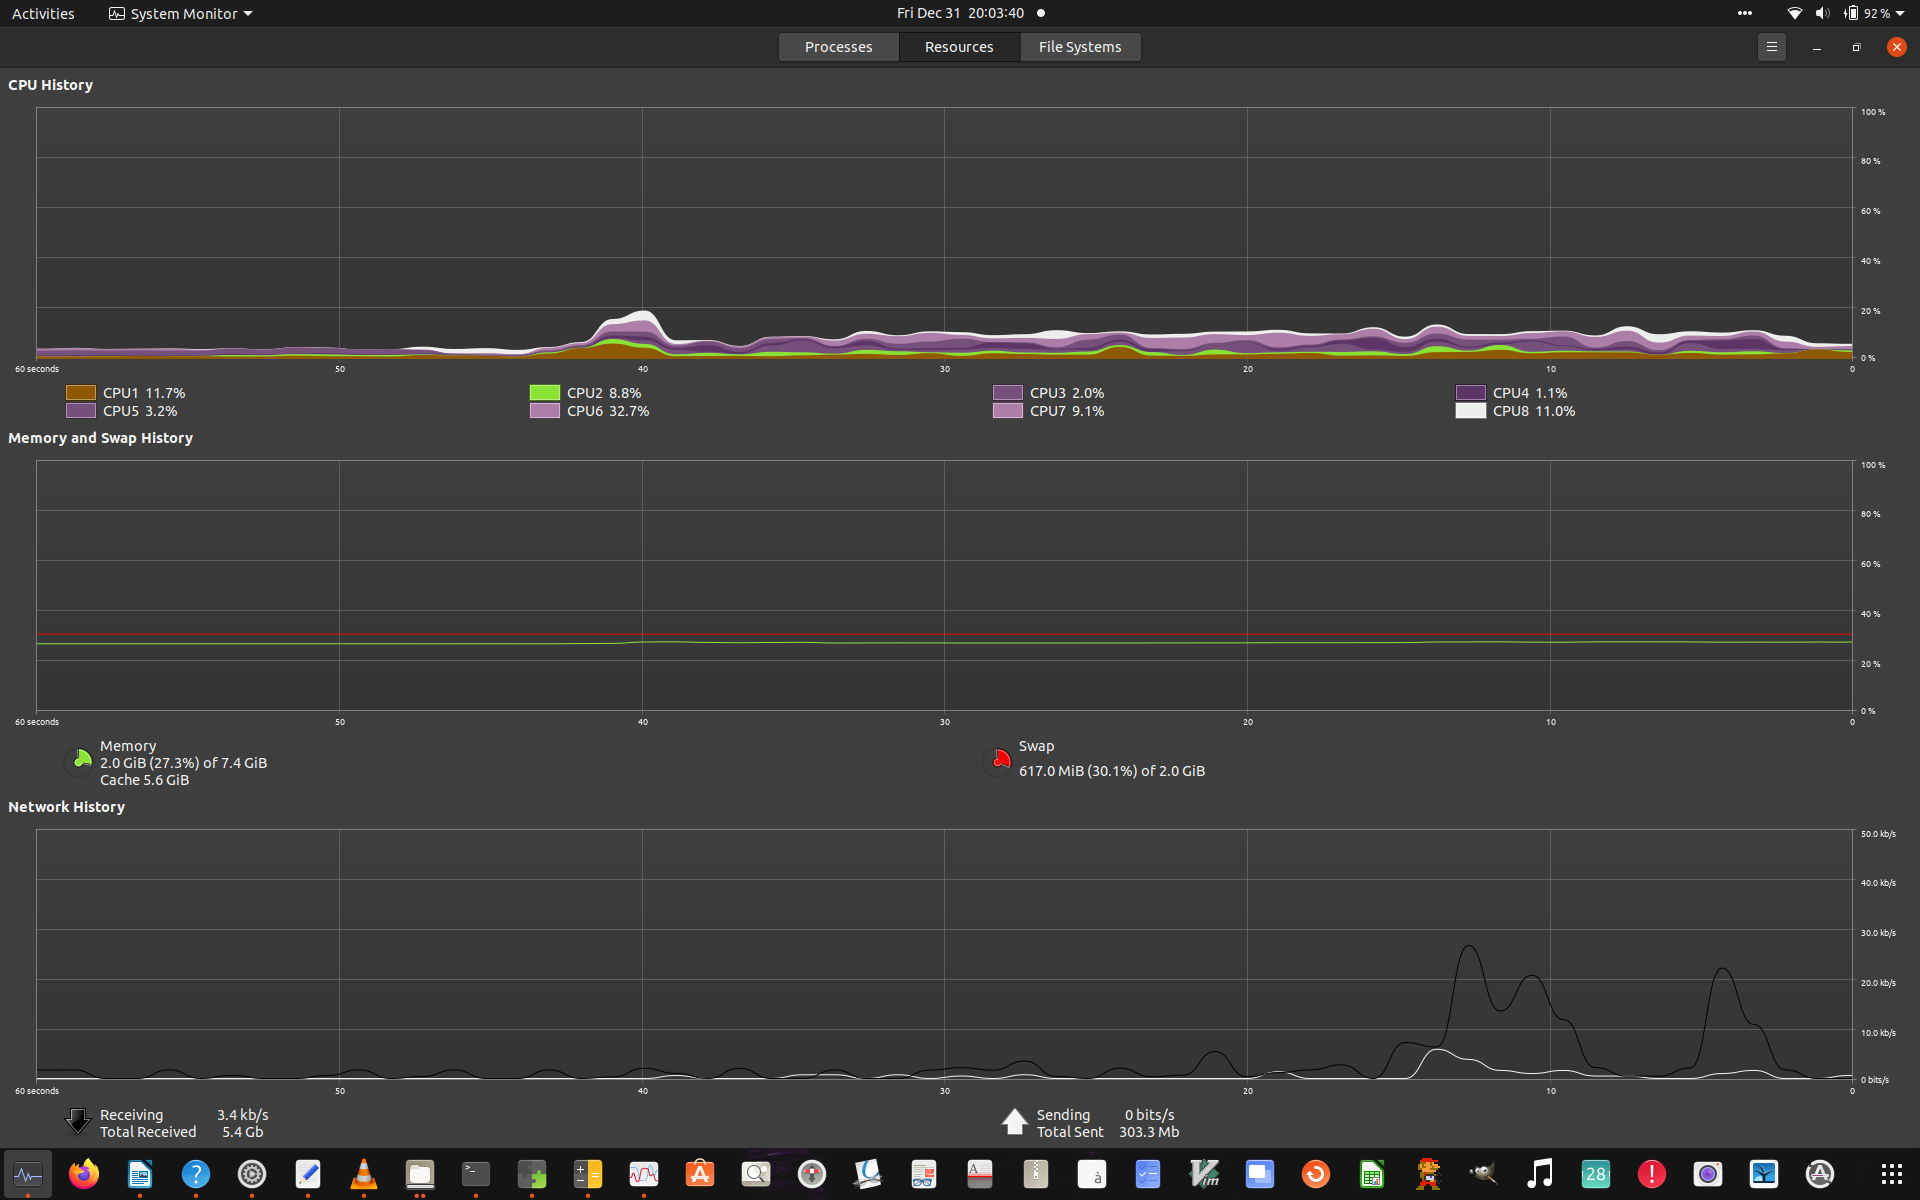 Activities
System Monitor
Fri Dec 31 20:03:40
92 %
Processes
Resources
File Systems
CPU History
100 %
80 %
60 %
40 %
20 %
0 %
60 seconds 50 40 30 20 10 0
CPU1 11.7% CPU2 8.8% CPU3 2.0% CPU4 1.1%
CPU5 3.2% CPU6 32.7% CPU7 9.1% CPU8 11.0%
Memory and Swap History
100 %
80 %
60 %
40 %
20 %
0 %
60 seconds 50 40 30 20 10 0
Memory
2.0 GiB (27.3%) of 7.4 GiB
Cache 5.6 GiB
Swap
617.0 MiB (30.1%) of 2.0 GiB
Network History
50.0 kb/s
40.0 kb/s
30.0 kb/s
20.0 kb/s
10.0 kb/s
0 bits/s
60 seconds 50 40 30 20 10 0
Receiving 3.4 kb/s
Total Received 5.4 Gb
Sending 0 bits/s
Total Sent 303.3 Mb
28